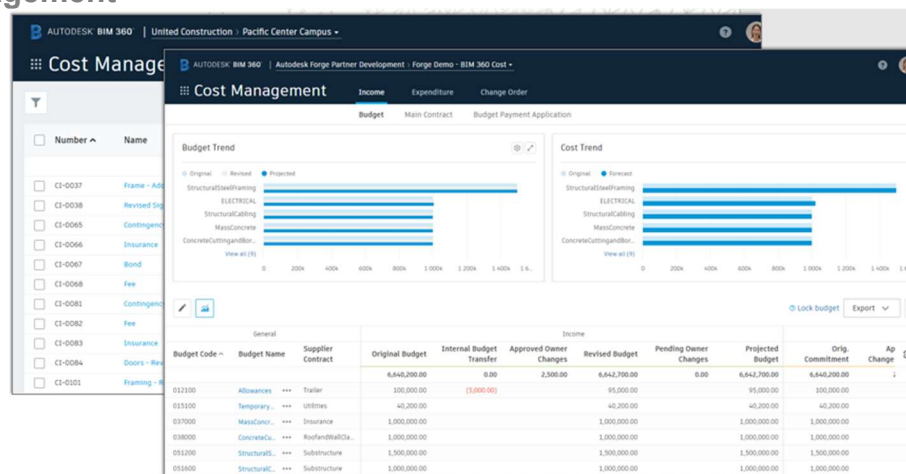 agement
AUTODESK BIM 360 | United Construction > Pacific Center Campus
Cost Manage
Number Name
CI-0037 Frame - Add
CI-0038 Revised Sig
CI-0065 Contingenc
CI-0066 Insurance
CI-0067 Bond
CI-0068 Fee
CI-0081 Contingenc
CI-0082 Fee
CI-0083 Insurance
CI-0084 Doors - Rev
CI-0101 Framing - R
AUTODESK BIM 360 | Autodesk Forge Partner Development > Forge Demo - BIM 360 Cost
Cost Management Income Expenditure Change Order
Budget Main Contract Budget Payment Application
Budget Trend
Original Revised Projected
StructuralSteelFraming
ELECTRICAL
StructuralCabling
MassConcrete
ConcreteCuttingandBor...
View all (9)
0 200k 400k 600k 800k 1 000k 1 200k 1 400k 1 6...
Cost Trend
Original Forecast
StructuralSteelFraming
ELECTRICAL
StructuralCabling
MassConcrete
ConcreteCuttingandBor...
View all (9)
0 200k 400k 600k 800k 1 000k 1 200k 1 400k 1 6
Lock budget Export
General Income
Budget Code Budget Name Supplier Contract Original Budget Internal Budget Transfer Approved Owner Changes Revised Budget Pending Owner Changes Projected Budget Orig. Commitment Ap Change
6,640,200.00 0.00 2,500.00 6,642,700.00 0.00 6,642,700.00 6,640,200.00
012100 Allowances ... Trailer 100,000.00 (5,000.00) 95,000.00 95,000.00 100,000.00
015100 Temporary... ... Utilities 40,200.00 40,200.00 40,200.00 40,200.00
037000 MassConcr... ... Insurance 1,000,000.00 1,000,000.00 1,000,000.00 1,000,000.00
038000 ConcreteCu... ... RoofandWallCla... 1,000,000.00 1,000,000.00 1,000,000.00 1,000,000.00
051200 StructuralS... ... Substructure 1,500,000.00 1,500,000.00 1,500,000.00 1,500,000.00
051600 StructuralC... ... Substructure 1,000,000.00 1,000,000.00 1,000,000.00 1,000,000.00